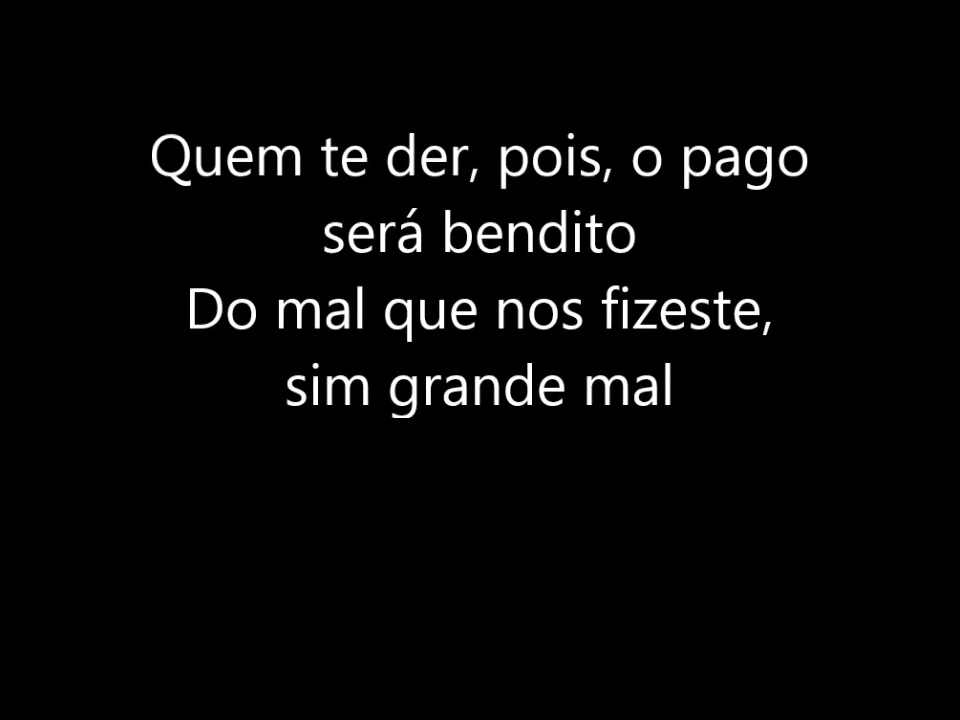 Quem te der, pois, o pago
será bendito
Do mal que nos fizeste,
sim grande mal